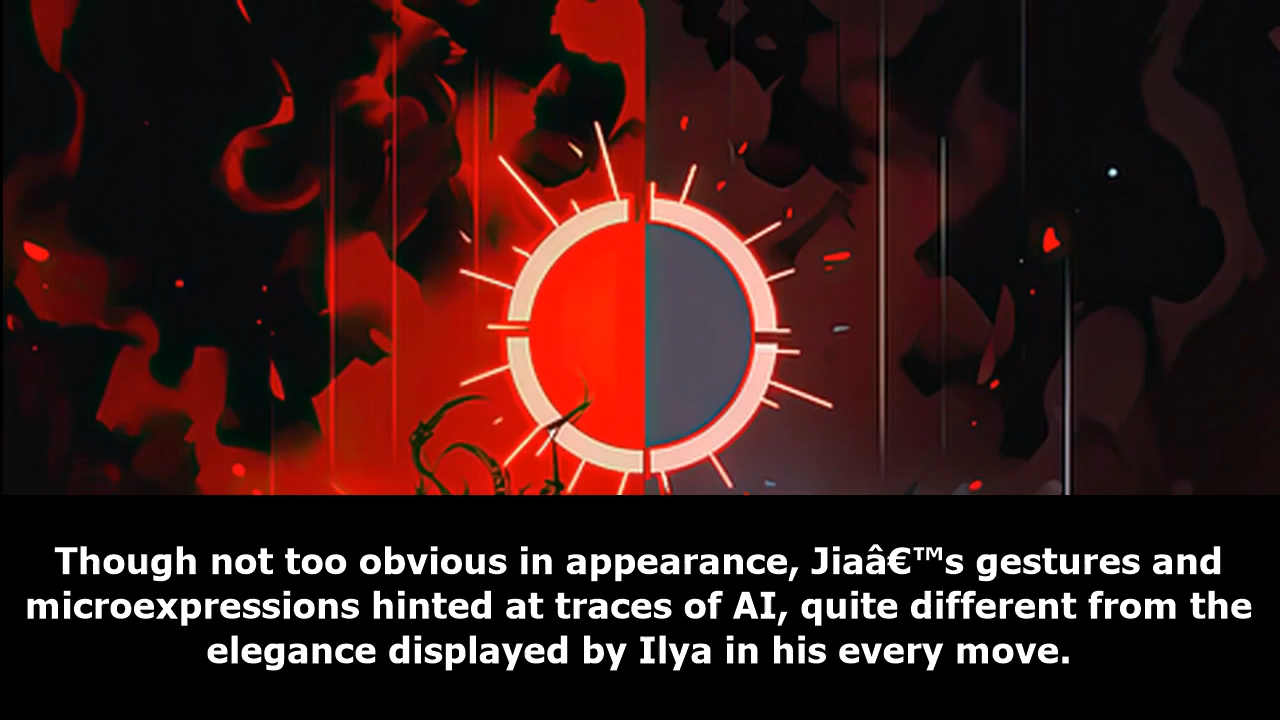 Though not too obvious in appearance, Jiaâ€™s gestures and
microexpressions hinted at traces of AI, quite different from the
elegance displayed by Ilya in his every move.